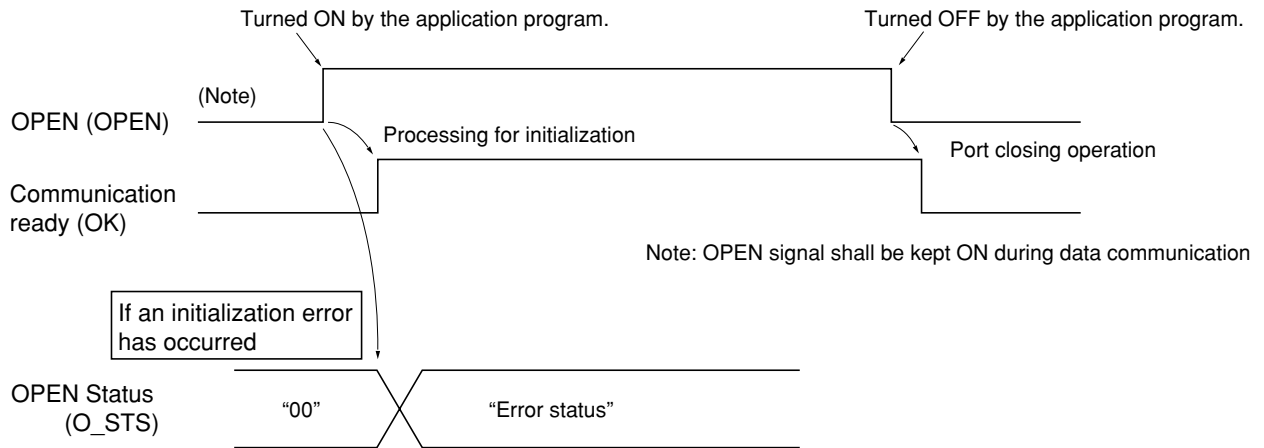 Turned ON by the application program.
Turned OFF by the application program.
(Note)
OPEN (OPEN)
Processing for initialization
Port closing operation
Communication
ready (OK)
Note: OPEN signal shall be kept ON during data communication
If an initialization error
has occurred
OPEN Status
(O_STS)
“00”
“Error status”